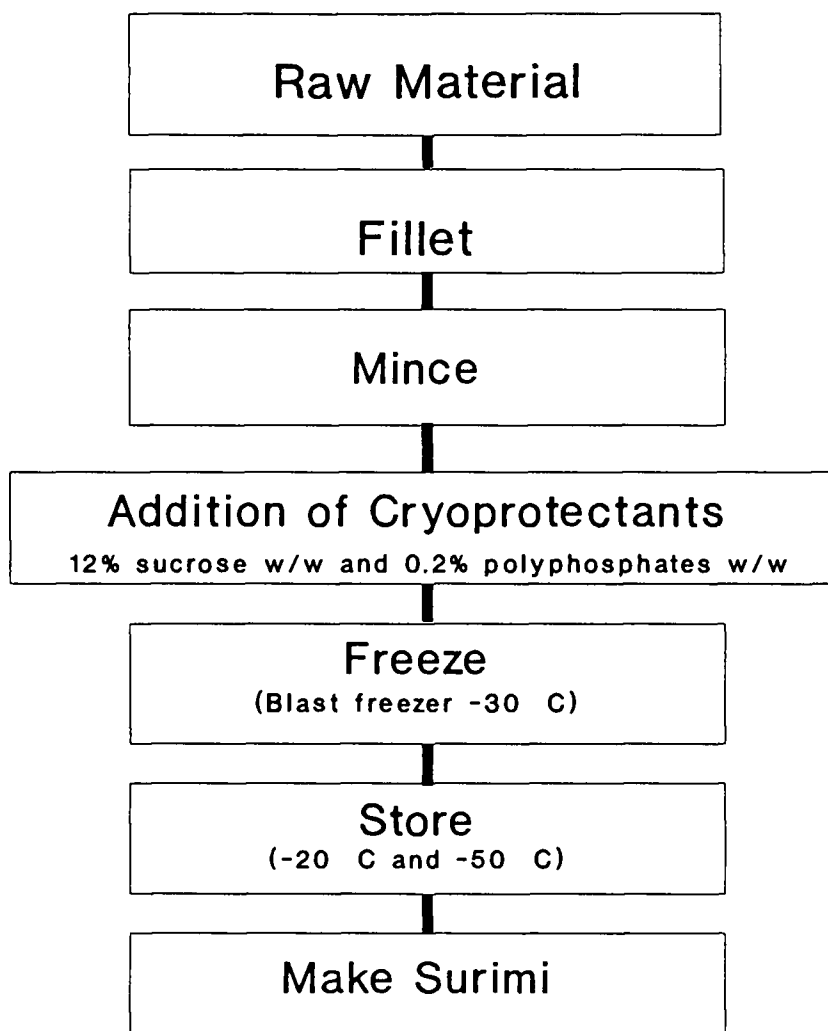 Raw Material
Fillet
Mince
Addition of Cryoprotectants
12% sucrose w/w and 0.2% polyphosphates w/w
Freeze
(Blast freezer -30 C)
Store
(-20 C and -50 C)
Make Surimi